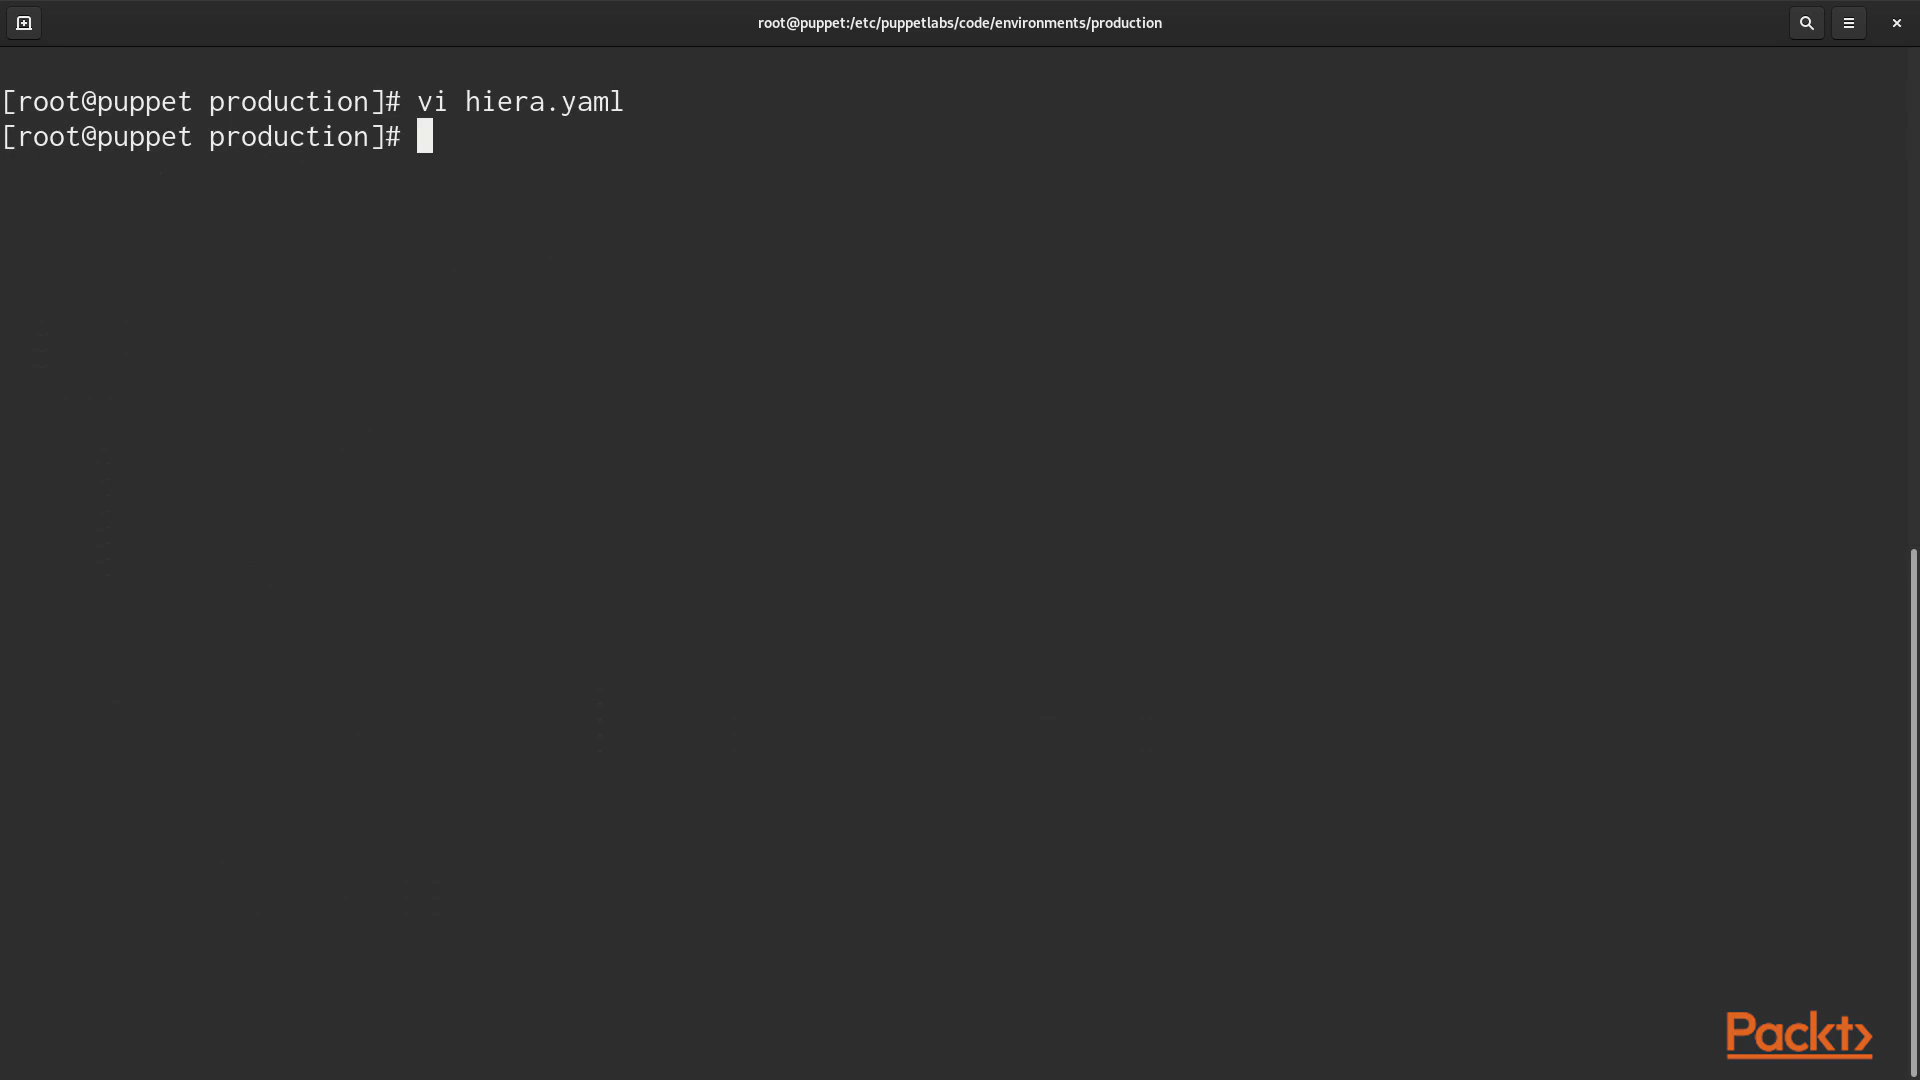 root@puppet:/etc/puppetlabs/code/environments/production
[root@puppet production]# vi hiera.yaml
[root@puppet production]#
Packt>